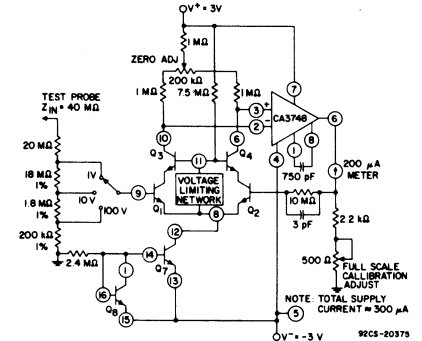 V+ = 3V
1 MΩ
ZERO ADJ
200 kΩ
TEST PROBE
ZIN = 40 MΩ
1 MΩ
7.5 MΩ
1 MΩ
7
3
+
2
-
CA3748
6
20 MΩ
10
6
1
8
4
750 pF
200 μA
METER
Q3
11
Q4
18 MΩ
1%
1V
VOLTAGE
LIMITING
NETWORK
9
10 V
100 V
Q1
Q2
10 MΩ
1.8 MΩ
1%
8
3 pF
2.2 kΩ
12
200 kΩ
1%
14
Q7
500 Ω
2.4 MΩ
FULL SCALE
CALLIBRATION
ADJUST
1
13
16
NOTE: TOTAL SUPPLY
CURRENT ≈ 300 μA
Q8
15
5
V- = -3 V
92CS-20375